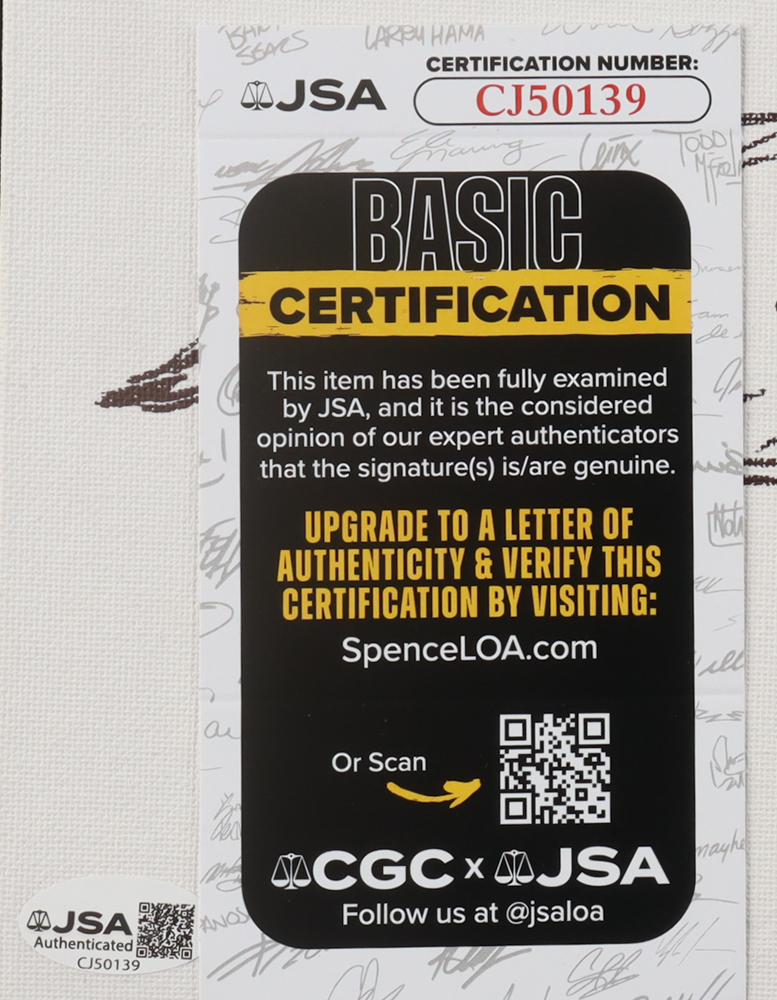 LARRY HAMA
CERTIFICATION NUMBER:
JSA
CJ50139
TODD
BASIC
CERTIFICATION
This item has been fully examined
by JSA, and it is the considered
opinion of our expert authenticators
that the signature(s) is/are genuine.
UPGRADE TO A LETTER OF
AUTHENTICITY & VERIFY THIS
CERTIFICATION BY VISITING:
SpenceLOA.com
Or Scan
CGC x JSA
Follow us at @jsaloa
JSA
Authenticated
CJ50139